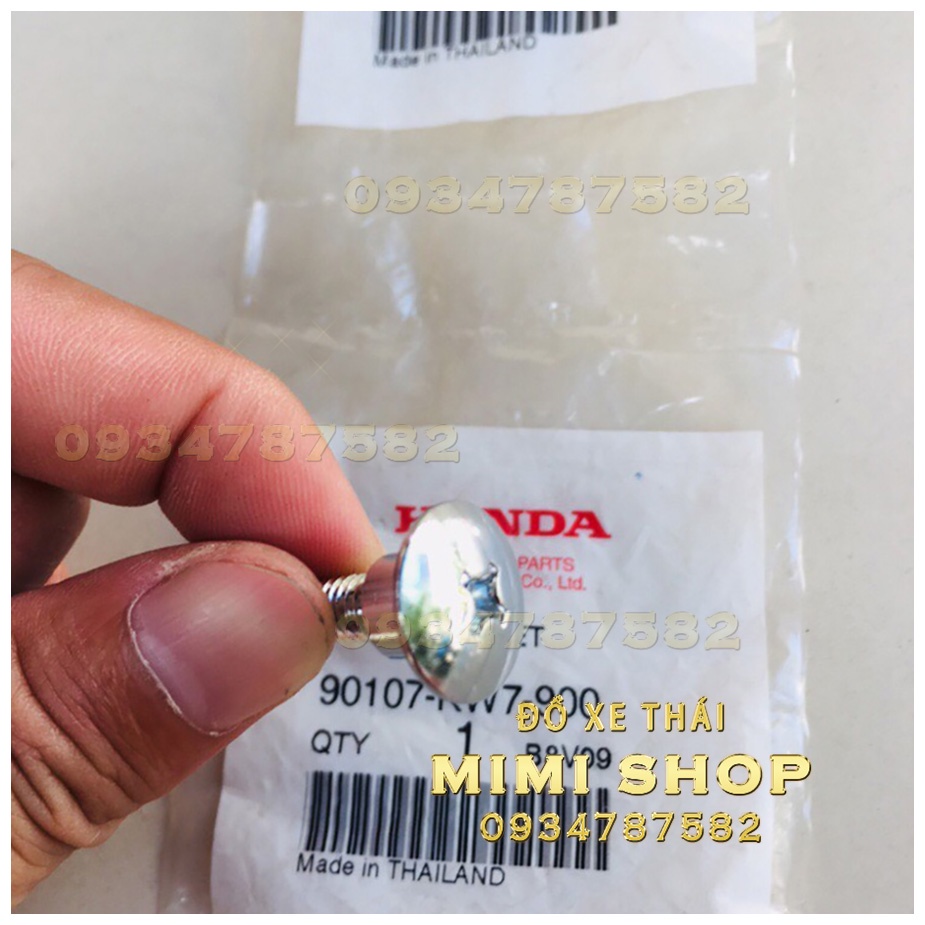 Made in THAILAND
0934787582
0934787582
HONDA
PARTS
Co., Ltd.
0934787582
90107-KW7-900
ĐỒ XE THÁI
QTY 1 B&V09
MIMI SHOP
0934787582
Made in THAILAND